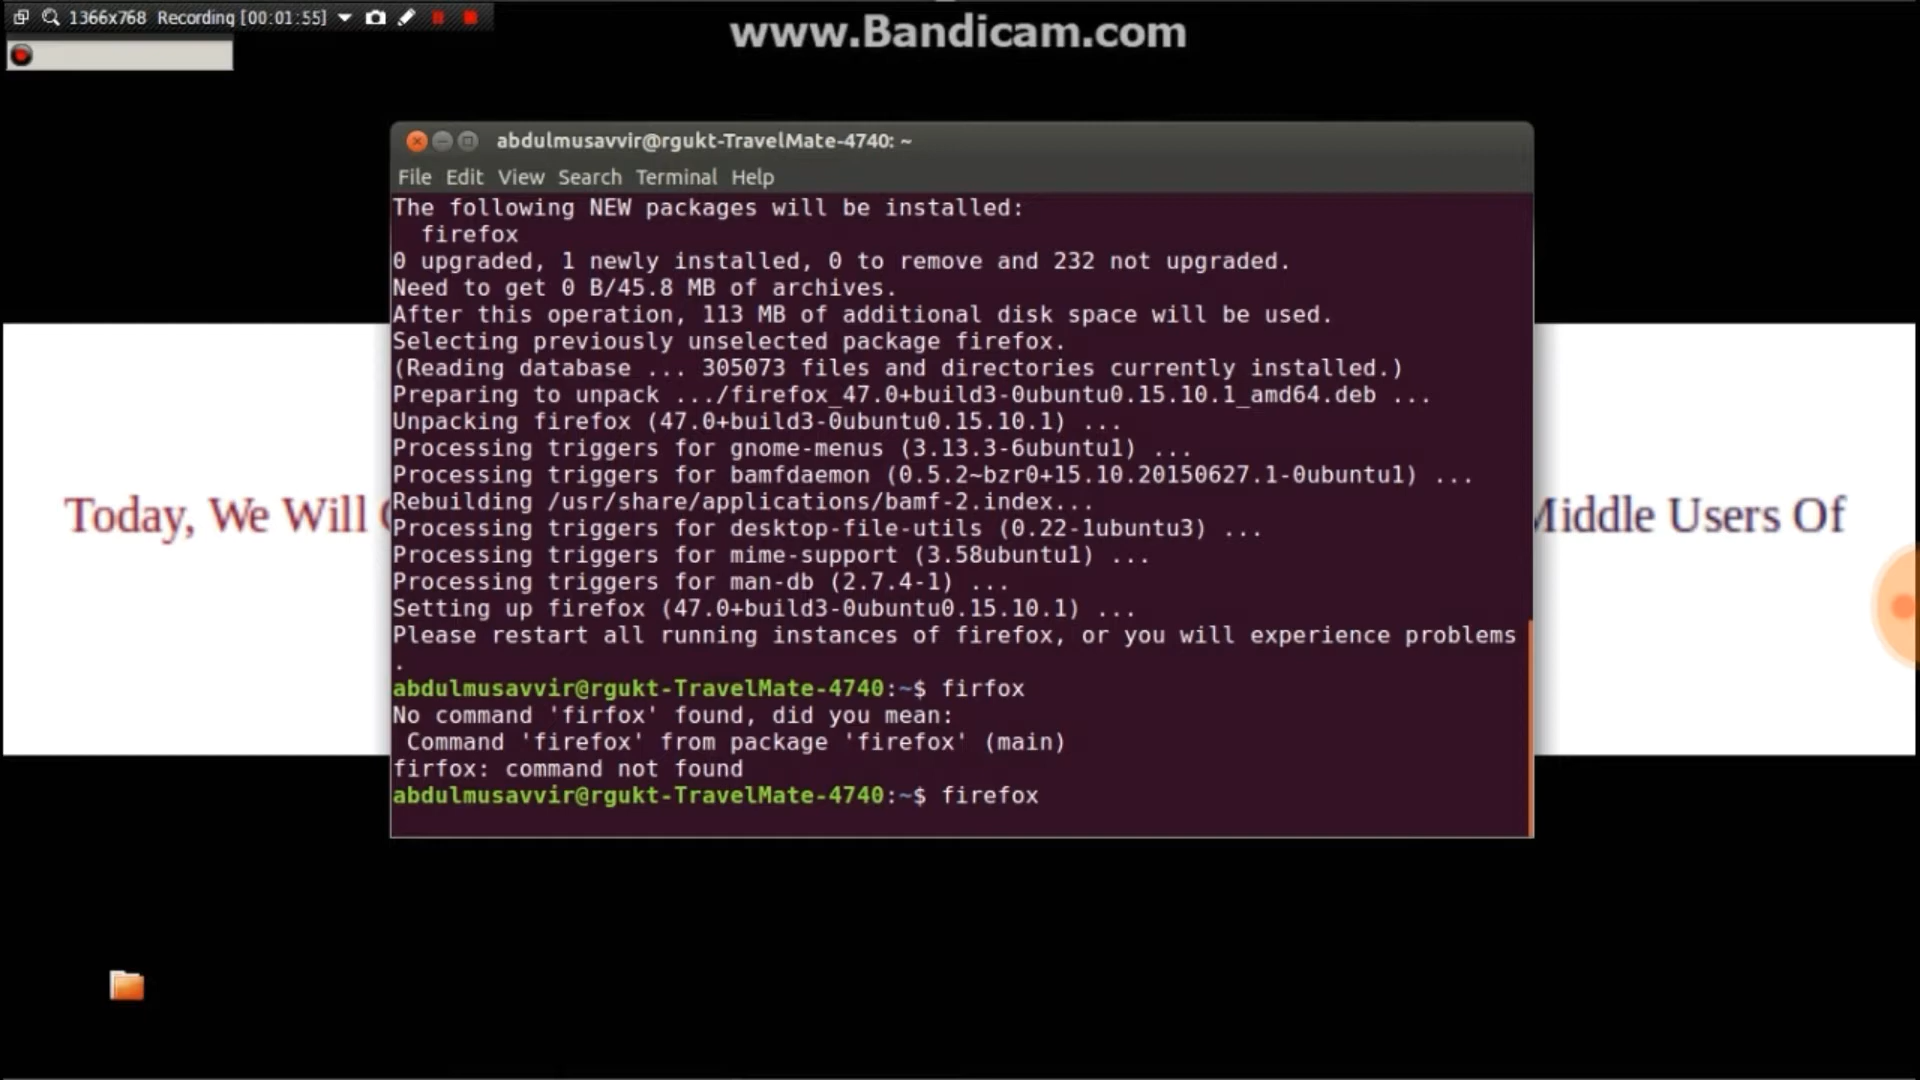 1366x768 Recording [00:01:55]
www.Bandicam.com
abdulmusavvir@rgukt-TravelMate-4740: ~
File Edit View Search Terminal Help
The following NEW packages will be installed:
  firefox
0 upgraded, 1 newly installed, 0 to remove and 232 not upgraded.
Need to get 0 B/45.8 MB of archives.
After this operation, 113 MB of additional disk space will be used.
Selecting previously unselected package firefox.
(Reading database ... 305073 files and directories currently installed.)
Preparing to unpack .../firefox_47.0+build3-0ubuntu0.15.10.1_amd64.deb ...
Unpacking firefox (47.0+build3-0ubuntu0.15.10.1) ...
Processing triggers for gnome-menus (3.13.3-6ubuntu1) ...
Processing triggers for bamfdaemon (0.5.2~bzr0+15.10.20150627.1-0ubuntu1) ...
Rebuilding /usr/share/applications/bamf-2.index...
Processing triggers for desktop-file-utils (0.22-1ubuntu3) ...
Processing triggers for mime-support (3.58ubuntu1) ...
Processing triggers for man-db (2.7.4-1) ...
Setting up firefox (47.0+build3-0ubuntu0.15.10.1) ...
Please restart all running instances of firefox, or you will experience problems
.
abdulmusavvir@rgukt-TravelMate-4740:~$ firfox
No command 'firfox' found, did you mean:
 Command 'firefox' from package 'firefox' (main)
firfox: command not found
abdulmusavvir@rgukt-TravelMate-4740:~$ firefox
Today, We Will
Middle Users Of